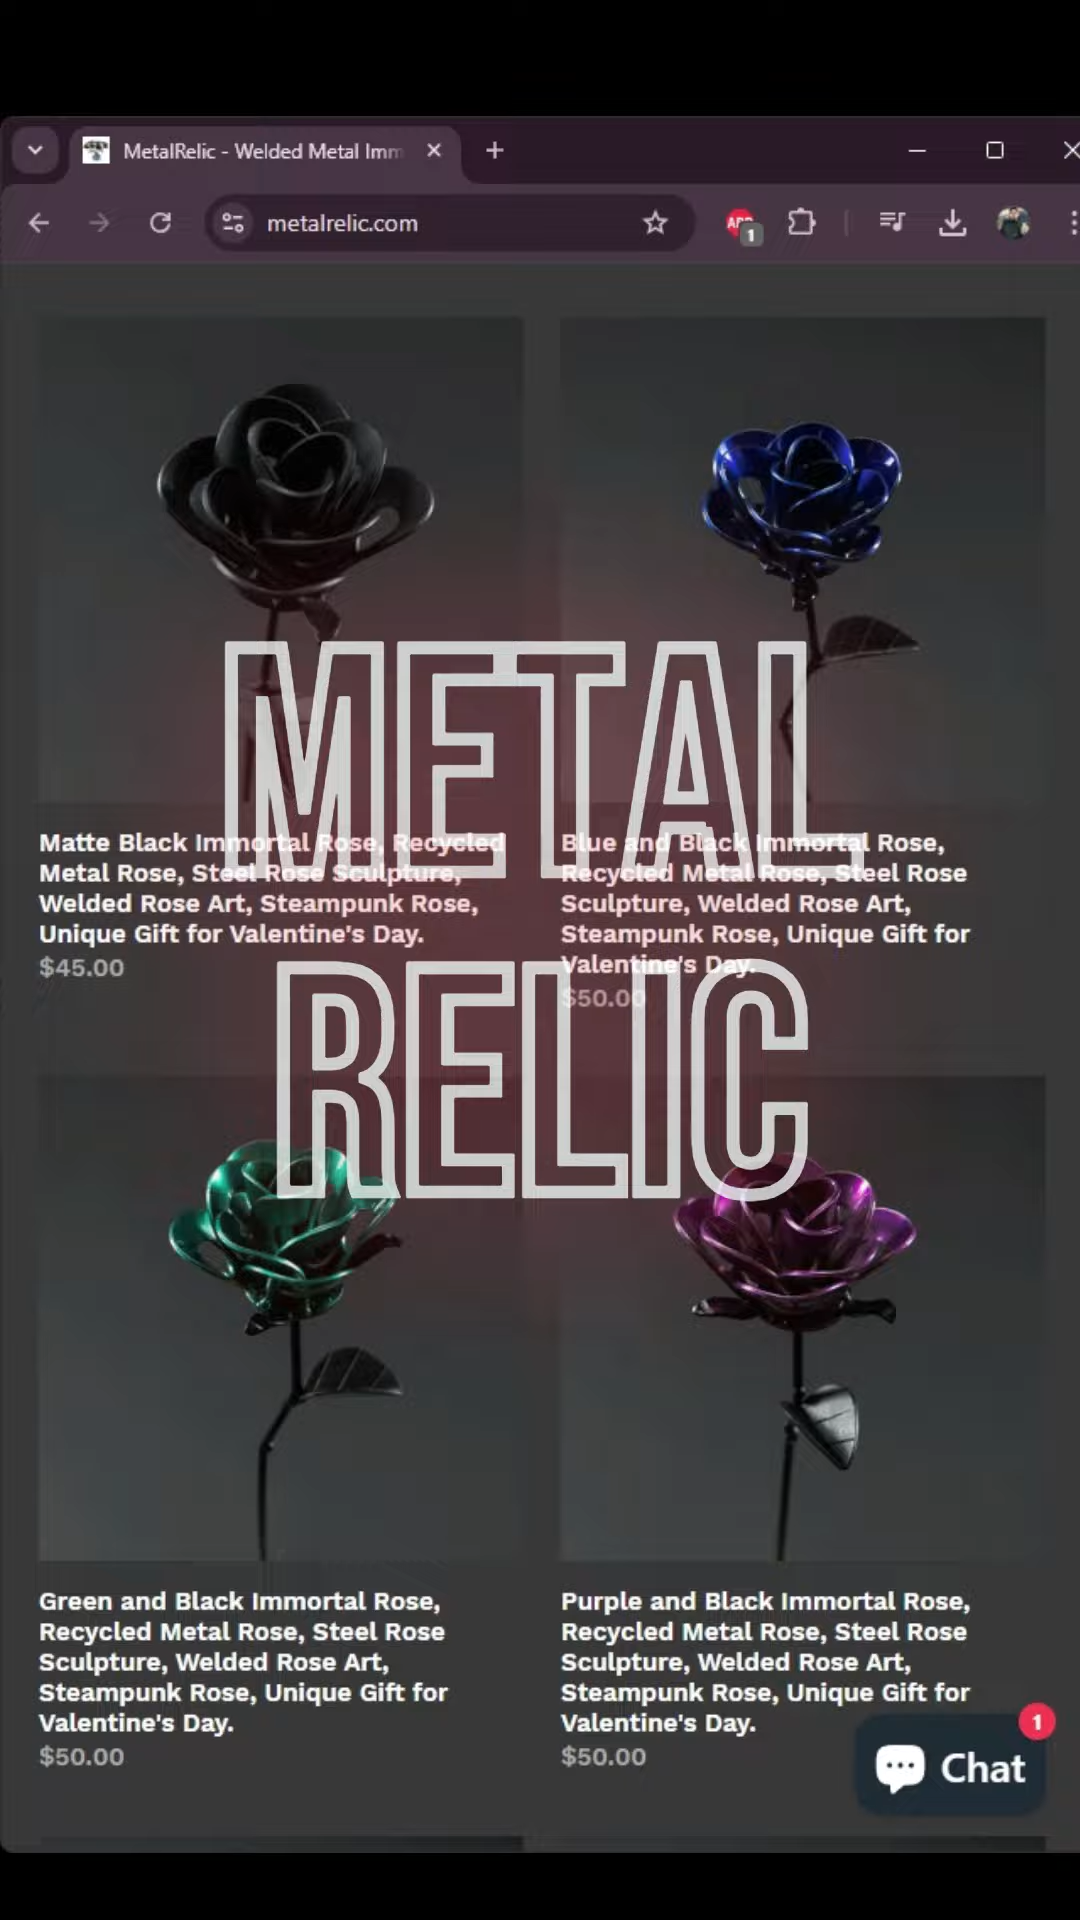 MetalRelic - Welded Metal Imm
metalrelic.com
ABP
1
METAL
Matte Black Immortal Rose, Recycled
Metal Rose, Steel Rose Sculpture,
Welded Rose Art, Steampunk Rose,
Unique Gift for Valentine's Day.
$45.00
Blue and Black Immortal Rose,
Recycled Metal Rose, Steel Rose
Sculpture, Welded Rose Art,
Steampunk Rose, Unique Gift for
Valentine's Day.
$50.00
RELIC
Green and Black Immortal Rose,
Recycled Metal Rose, Steel Rose
Sculpture, Welded Rose Art,
Steampunk Rose, Unique Gift for
Valentine's Day.
$50.00
Purple and Black Immortal Rose,
Recycled Metal Rose, Steel Rose
Sculpture, Welded Rose Art,
Steampunk Rose, Unique Gift for
Valentine's Day.
$50.00
1
Chat